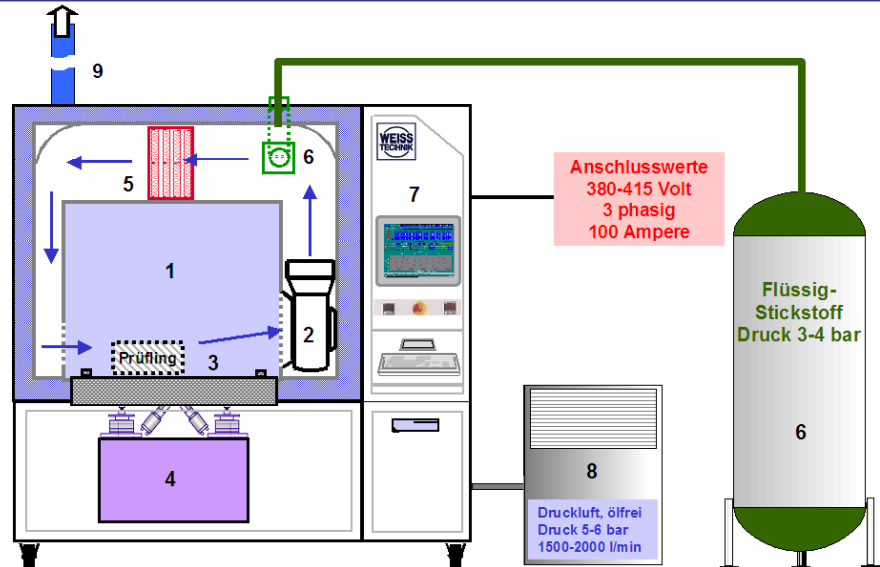 9
WEISS
TECHNIK
5
6
7
Anschlusswerte
380-415 Volt
3 phasig
100 Ampere
1
2
Prüfling
3
Flüssig-
Stickstoff
Druck 3-4 bar
6
4
8
Druckluft, ölfrei
Druck 5-6 bar
1500-2000 l/min